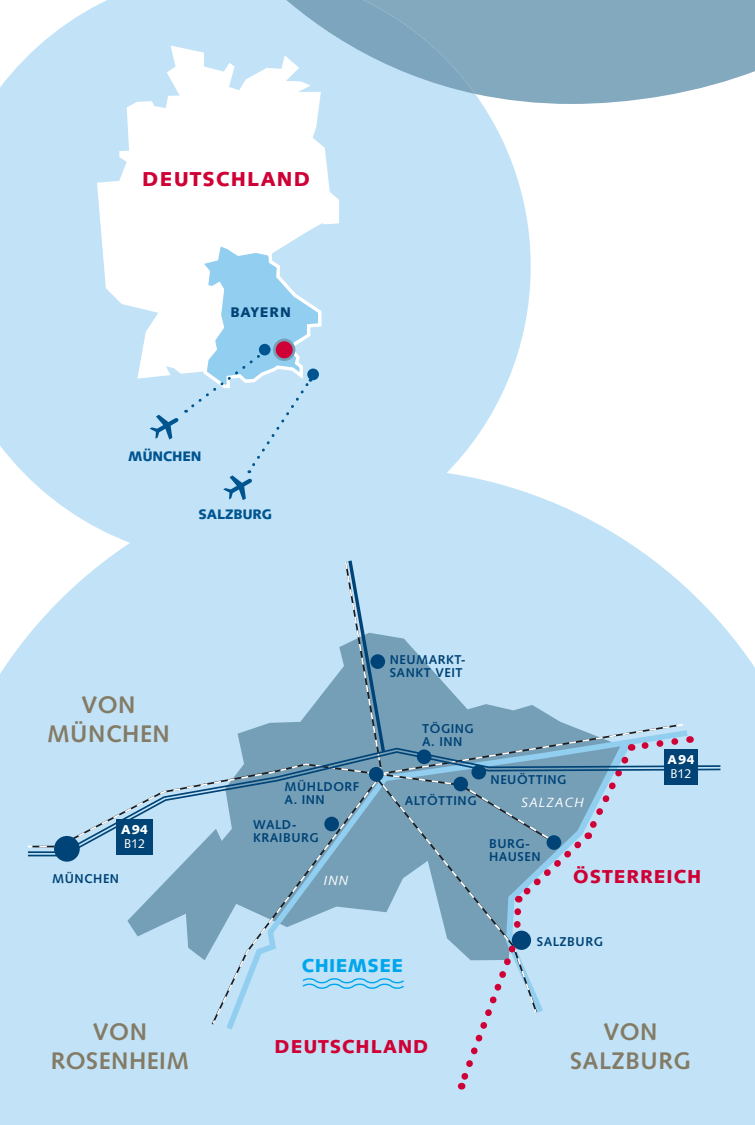 DEUTSCHLAND
BAYERN
MÜNCHEN
SALZBURG
NEUMARKT-
SANKT VEIT
VON
MÜNCHEN
TÖGING
A. INN
A94
B12
NEUÖTTING
MÜHLDORF
A. INN
ALTÖTTING
SALZACH
WALD-
KRAIBURG
A94
B12
BURG-
HAUSEN
MÜNCHEN
INN
ÖSTERREICH
SALZBURG
CHIEMSEE
VON
ROSENHEIM
DEUTSCHLAND
VON
SALZBURG